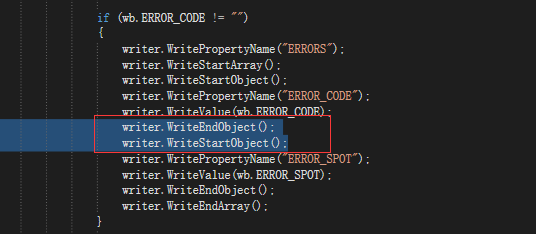 if (wb.ERROR_CODE != "")
{
writer.WritePropertyName("ERRORS");
writer.WriteStartArray();
writer.WriteStartObject();
writer.WritePropertyName("ERROR_CODE");
writer.WriteValue(wb.ERROR_CODE);
writer.WriteEndObject();
writer.WriteStartObject();
writer.WritePropertyName("ERROR_SPOT");
writer.WriteValue(wb.ERROR_SPOT);
writer.WriteEndObject();
writer.WriteEndArray();
}